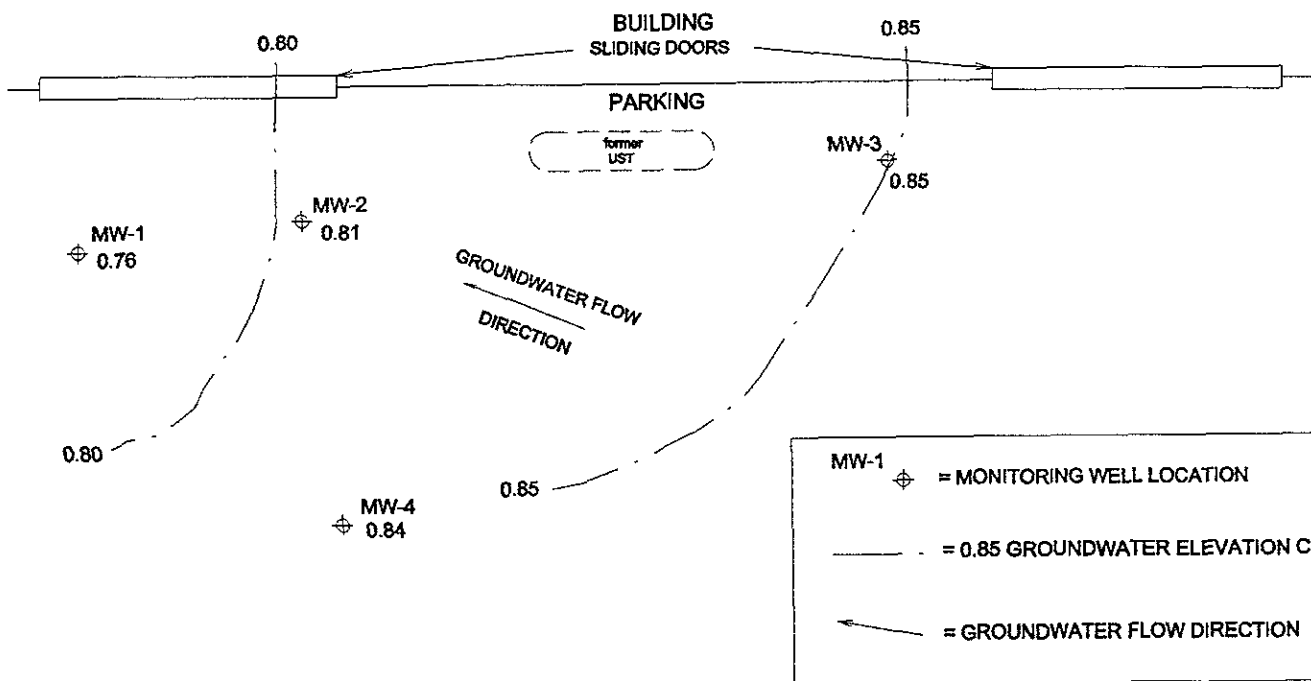 BUILDING
SLIDING DOORS
0.80
0.85
PARKING
former
UST
MW-3
0.85
MW-2
0.81
MW-1
0.76
GROUNDWATER FLOW
DIRECTION
0.80
0.85
MW-4
0.84
MW-1
= MONITORING WELL LOCATION
= 0.85 GROUNDWATER ELEVATION C
= GROUNDWATER FLOW DIRECTION